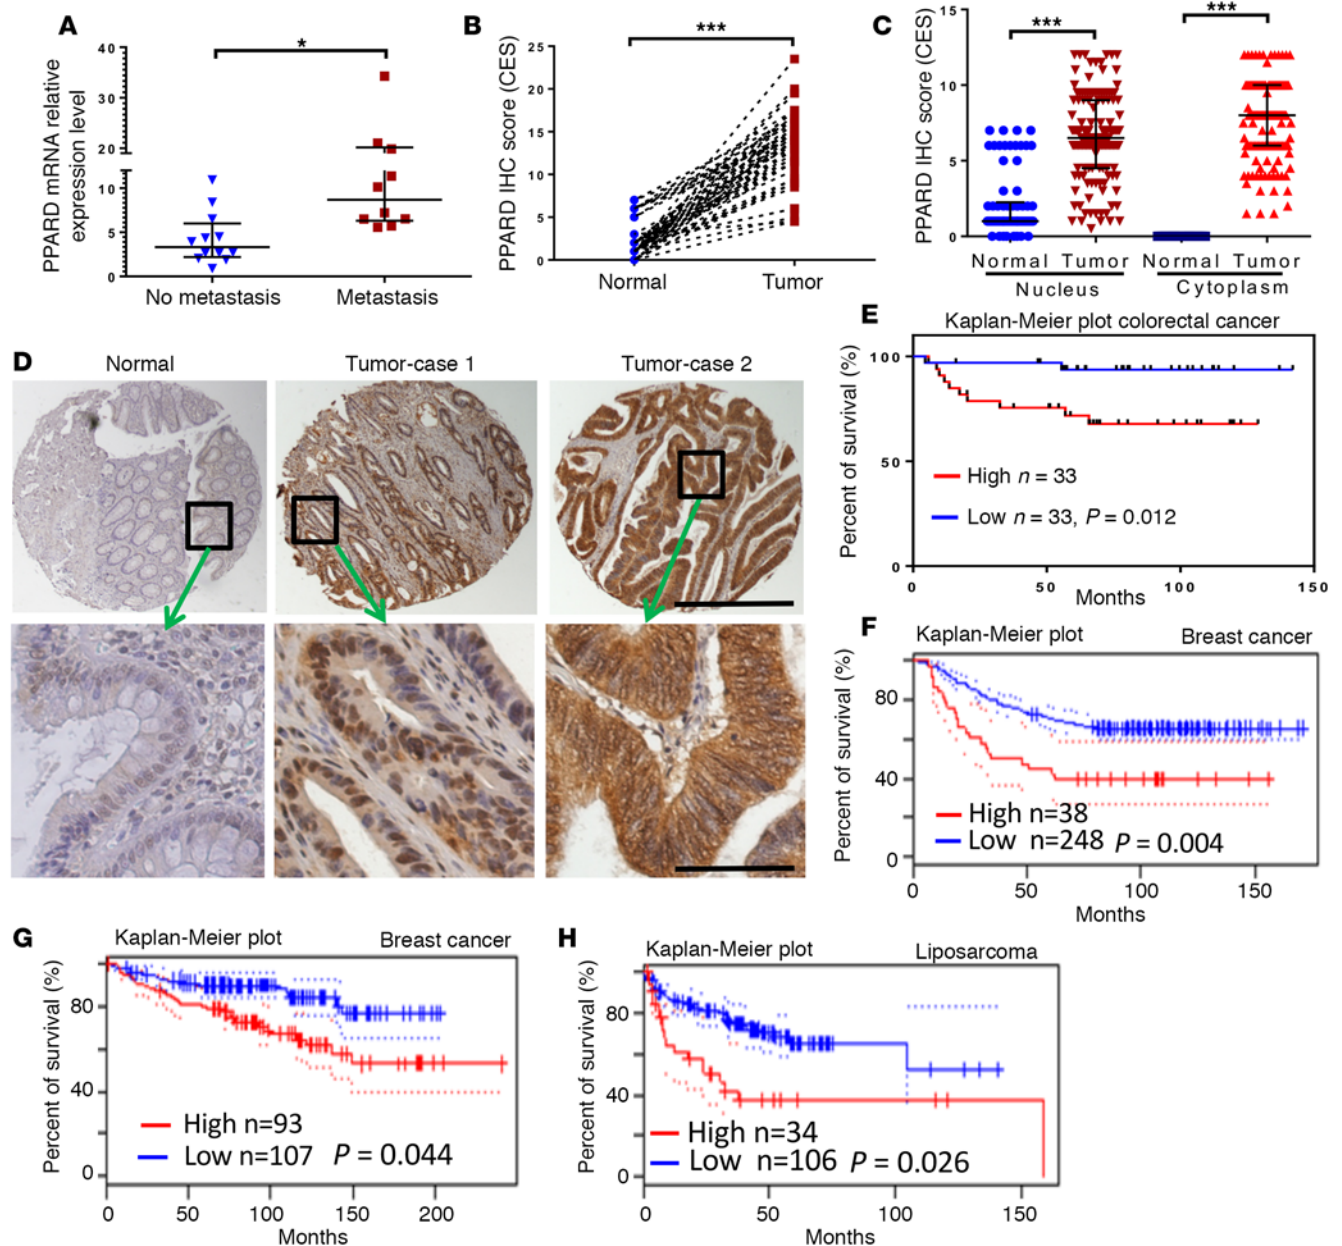 A
PPARD mRNA relative
expression level
40
30
20
10
5
0
*
No metastasis
Metastasis
B
PPARD IHC score (CES)
25
20
15
10
5
0
***
Normal
Tumor
C
PPARD IHC score (CES)
15
10
5
0
***
***
Normal Tumor Normal Tumor
Nucleus
Cytoplasm
D
Normal
Tumor-case 1
Tumor-case 2
E
Kaplan-Meier plot colorectal cancer
Percent of survival (%)
100
50
0
High n = 33
Low n = 33, P = 0.012
0
50
100
150
Months
F
Kaplan-Meier plot
Breast cancer
Percent of survival (%)
80
40
0
High n=38
Low n=248 P = 0.004
0
50
100
150
Months
G
Kaplan-Meier plot
Breast cancer
Percent of survival (%)
80
40
0
High n=93
Low n=107 P = 0.044
0
50
100
150
200
Months
H
Kaplan-Meier plot
Liposarcoma
Percent of survival (%)
80
40
0
High n=34
Low n=106 P = 0.026
0
50
100
150
Months